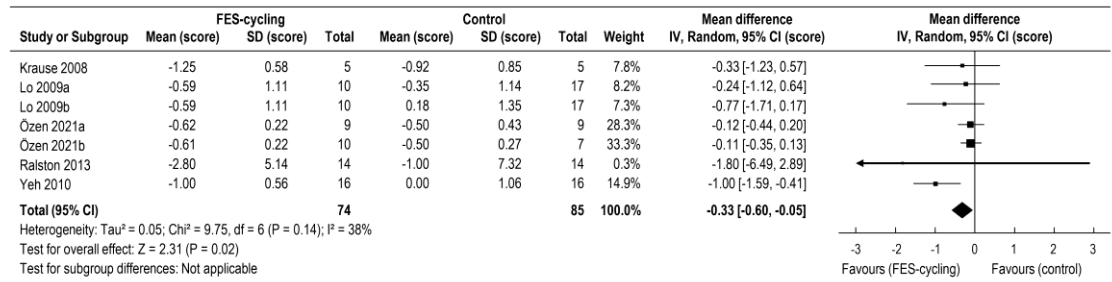 FES-cycling Control Mean difference Mean difference
Study or Subgroup Mean (score) SD (score) Total Mean (score) SD (score) Total Weight IV, Random, 95% CI (score) IV, Random, 95% CI (score)
Krause 2008 -1.25 0.58 5 -0.92 0.85 5 7.8% -0.33 [-1.23, 0.57]
Lo 2009a -0.59 1.11 10 -0.35 1.14 17 8.2% -0.24 [-1.12, 0.64]
Lo 2009b -0.59 1.11 10 0.18 1.35 17 7.3% -0.77 [-1.71, 0.17]
Özen 2021a -0.62 0.22 9 -0.50 0.43 9 28.3% -0.12 [-0.44, 0.20]
Özen 2021b -0.61 0.22 10 -0.50 0.27 7 33.3% -0.11 [-0.35, 0.13]
Ralston 2013 -2.80 5.14 14 -1.00 7.32 14 0.3% -1.80 [-6.49, 2.89]
Yeh 2010 -1.00 0.56 16 0.00 1.06 16 14.9% -1.00 [-1.59, -0.41]
Total (95% CI) 74 85 100.0% -0.33 [-0.60, -0.05]
Heterogeneity: Tau² = 0.05; Chi² = 9.75, df = 6 (P = 0.14); I² = 38%
Test for overall effect: Z = 2.31 (P = 0.02)
Test for subgroup differences: Not applicable
-3 -2 -1 0 1 2 3
Favours (FES-cycling) Favours (control)